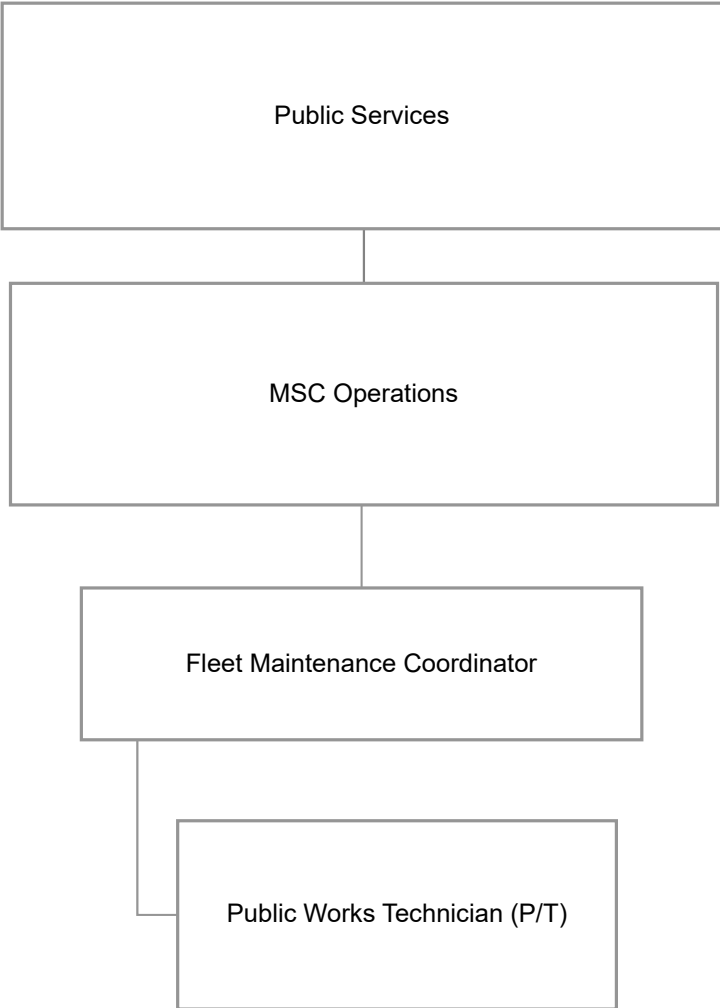 Public Services
MSC Operations
Fleet Maintenance Coordinator
Public Works Technician (P/T)